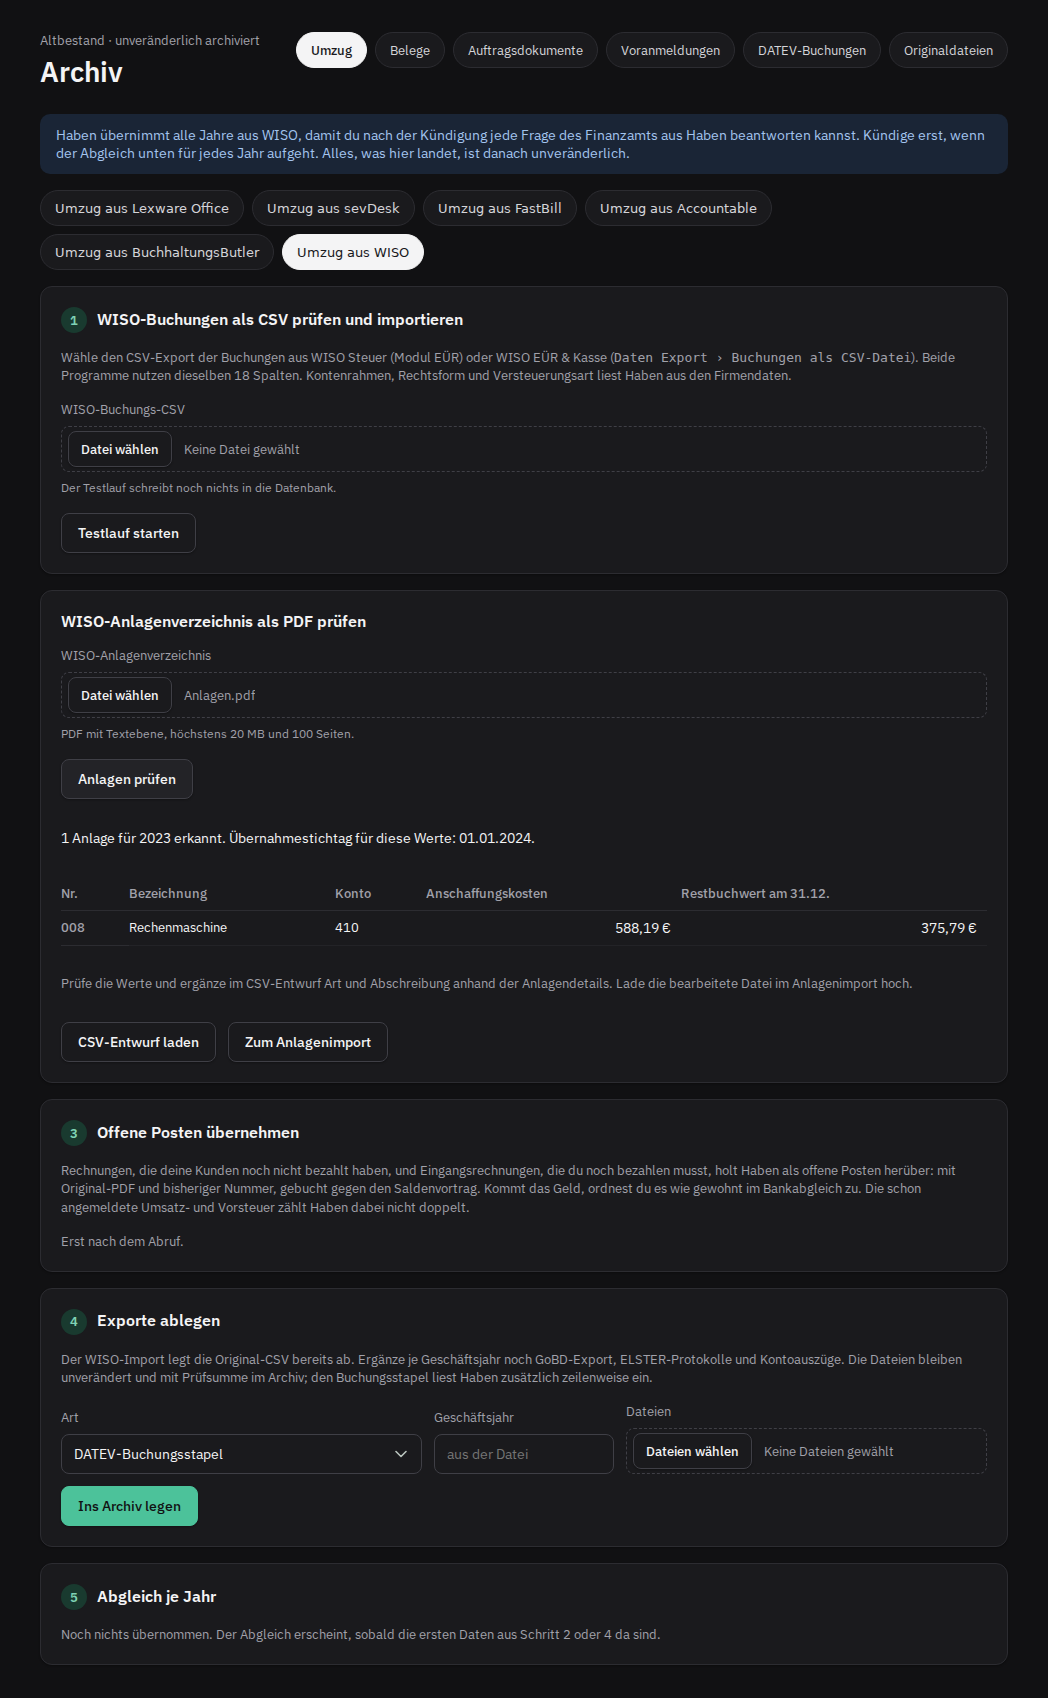 Altbestand · unveränderlich archiviert
Archiv
Umzug
Belege
Auftragsdokumente
Voranmeldungen
DATEV-Buchungen
Originaldateien
Haben übernimmt alle Jahre aus WISO, damit du nach der Kündigung jede Frage des Finanzamts aus Haben beantworten kannst. Kündige erst, wenn
der Abgleich unten für jedes Jahr aufgeht. Alles, was hier landet, ist danach unveränderlich.
Umzug aus Lexware Office
Umzug aus sevDesk
Umzug aus FastBill
Umzug aus Accountable
Umzug aus BuchhaltungsButler
Umzug aus WISO
1 WISO-Buchungen als CSV prüfen und importieren
Wähle den CSV-Export der Buchungen aus WISO Steuer (Modul EÜR) oder WISO EÜR & Kasse (Daten Export › Buchungen als CSV-Datei). Beide
Programme nutzen dieselben 18 Spalten. Kontenrahmen, Rechtsform und Versteuerungsart liest Haben aus den Firmendaten.
WISO-Buchungs-CSV
Datei wählen Keine Datei gewählt
Der Testlauf schreibt noch nichts in die Datenbank.
Testlauf starten
WISO-Anlagenverzeichnis als PDF prüfen
WISO-Anlagenverzeichnis
Datei wählen Anlagen.pdf
PDF mit Textebene, höchstens 20 MB und 100 Seiten.
Anlagen prüfen
1 Anlage für 2023 erkannt. Übernahmestichtag für diese Werte: 01.01.2024.
Nr. Bezeichnung Konto Anschaffungskosten Restbuchwert am 31.12.
008 Rechenmaschine 410 588,19 € 375,79 €
Prüfe die Werte und ergänze im CSV-Entwurf Art und Abschreibung anhand der Anlagendetails. Lade die bearbeitete Datei im Anlagenimport hoch.
CSV-Entwurf laden
Zum Anlagenimport
3 Offene Posten übernehmen
Rechnungen, die deine Kunden noch nicht bezahlt haben, und Eingangsrechnungen, die du noch bezahlen musst, holt Haben als offene Posten herüber: mit
Original-PDF und bisheriger Nummer, gebucht gegen den Saldenvortrag. Kommt das Geld, ordnest du es wie gewohnt im Bankabgleich zu. Die schon
angemeldete Umsatz- und Vorsteuer zählt Haben dabei nicht doppelt.
Erst nach dem Abruf.
4 Exporte ablegen
Der WISO-Import legt die Original-CSV bereits ab. Ergänze je Geschäftsjahr noch GoBD-Export, ELSTER-Protokolle und Kontoauszüge. Die Dateien bleiben
unverändert und mit Prüfsumme im Archiv; den Buchungsstapel liest Haben zusätzlich zeilenweise ein.
Art
Geschäftsjahr
Dateien
DATEV-Buchungsstapel
aus der Datei
Dateien wählen Keine Dateien gewählt
Ins Archiv legen
5 Abgleich je Jahr
Noch nichts übernommen. Der Abgleich erscheint, sobald die ersten Daten aus Schritt 2 oder 4 da sind.